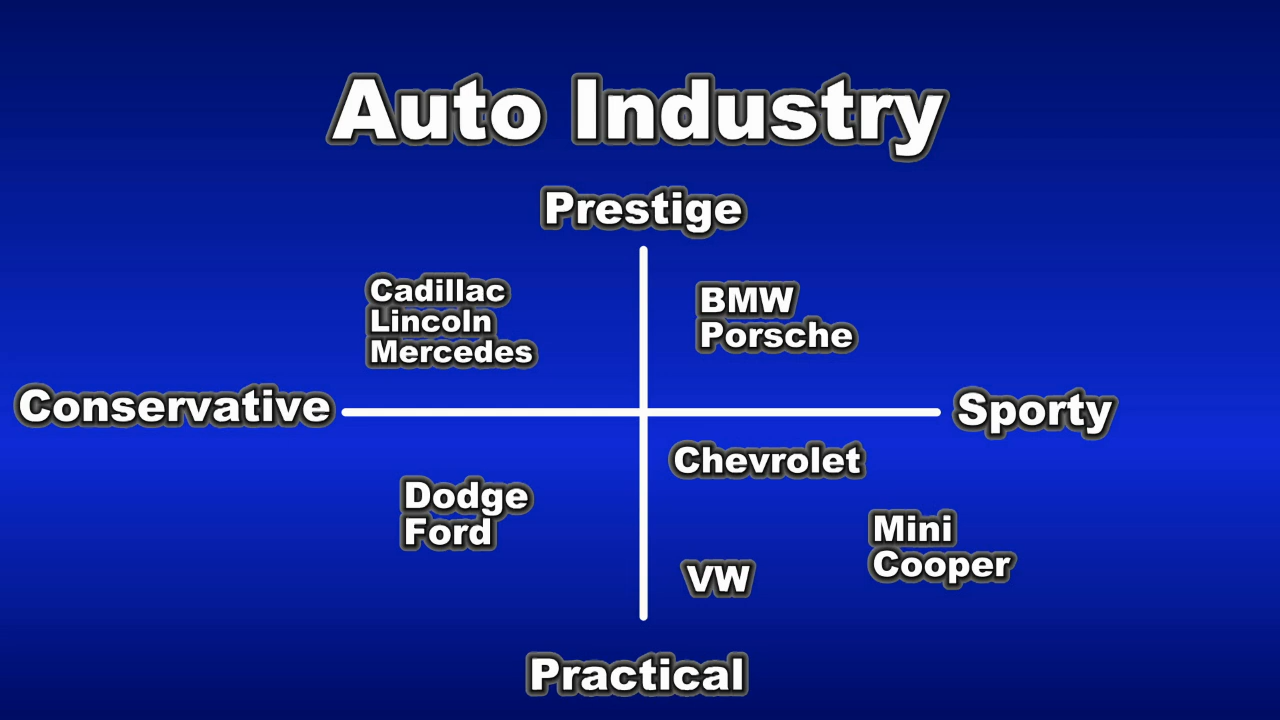 Auto Industry
Prestige
Cadillac
Lincoln
Mercedes
BMW
Porsche
Conservative
Sporty
Chevrolet
Dodge
Ford
Mini
Cooper
VW
Practical